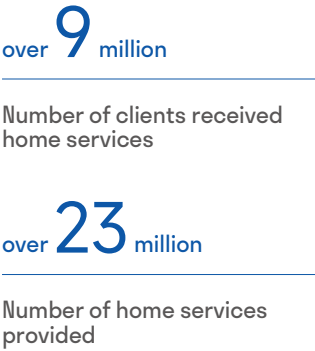 over 9 million
Number of clients received
home services
over 23 million
Number of home services
provided